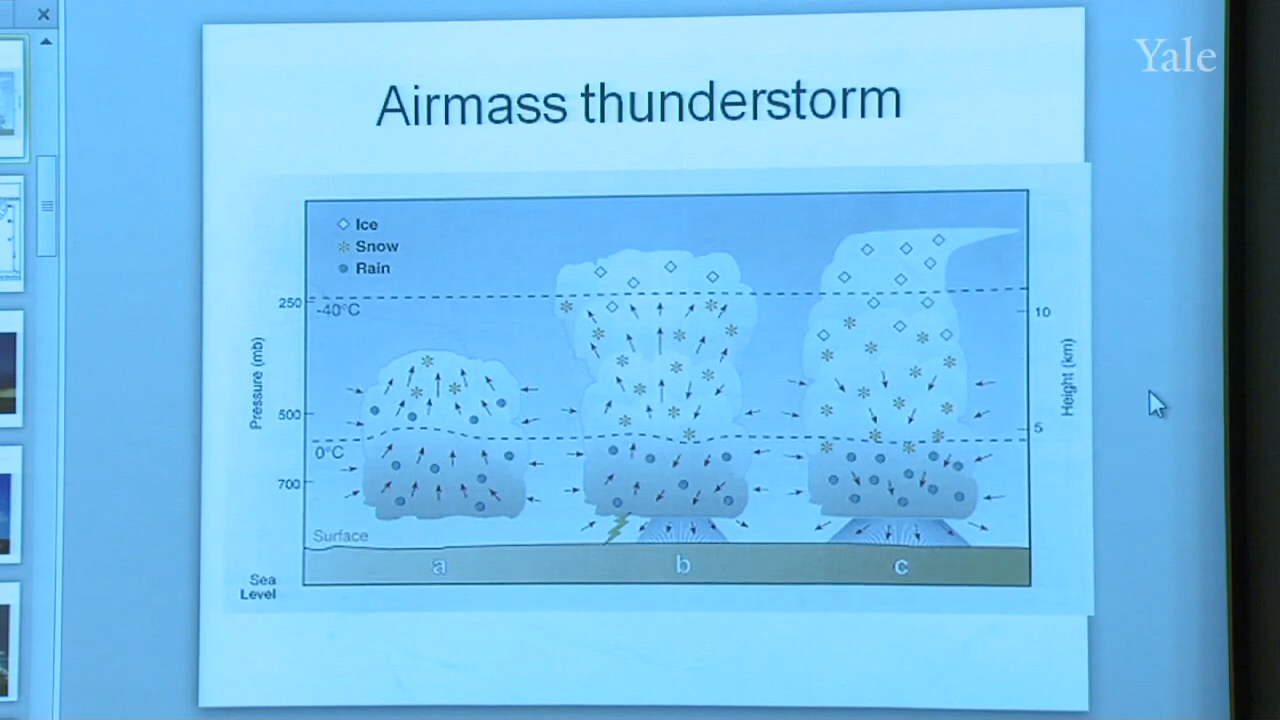 Yale
Airmass thunderstorm
Ice
Snow
Rain
250
-40°C
10
Pressure (mb)
Height (km)
500
5
0°C
700
Surface
a
b
c
Sea
Level